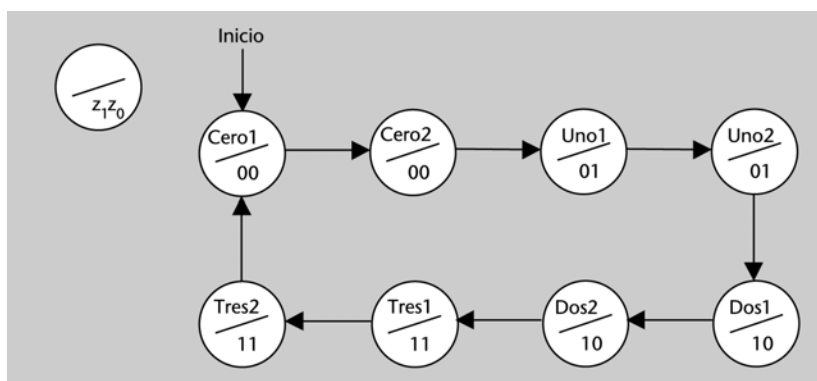 Inicio
z1z0
Cero1
00
Cero2
00
Uno1
01
Uno2
01
Tres2
11
Tres1
11
Dos2
10
Dos1
10